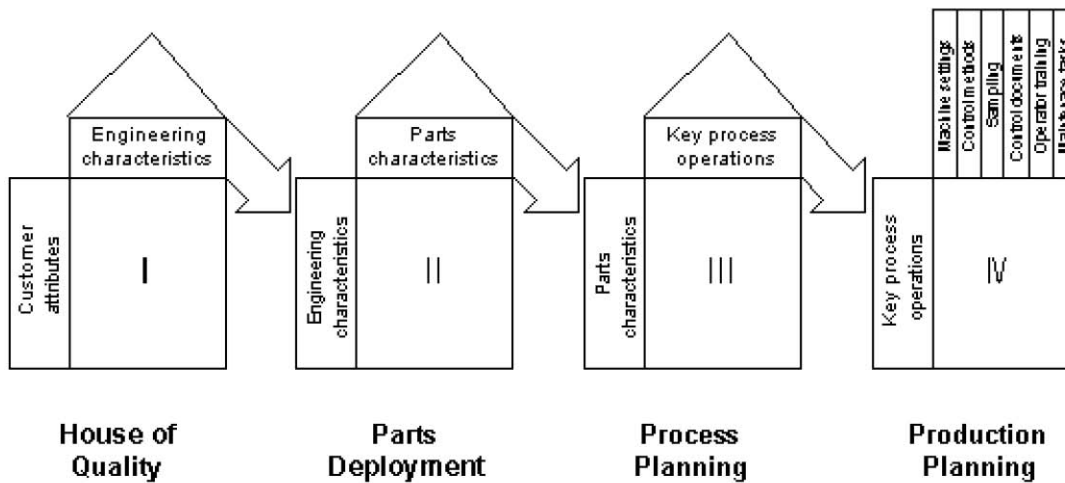 Engineering
characteristics
Customer
attributes
I
House of
Quality
Parts
characteristics
Engineering
characteristics
II
Parts
Deployment
Key process
operations
Parts
characteristics
III
Process
Planning
Machine settings
Control methods
Sampling
Control documents
Operator training
Key process
operations
IV
Production
Planning